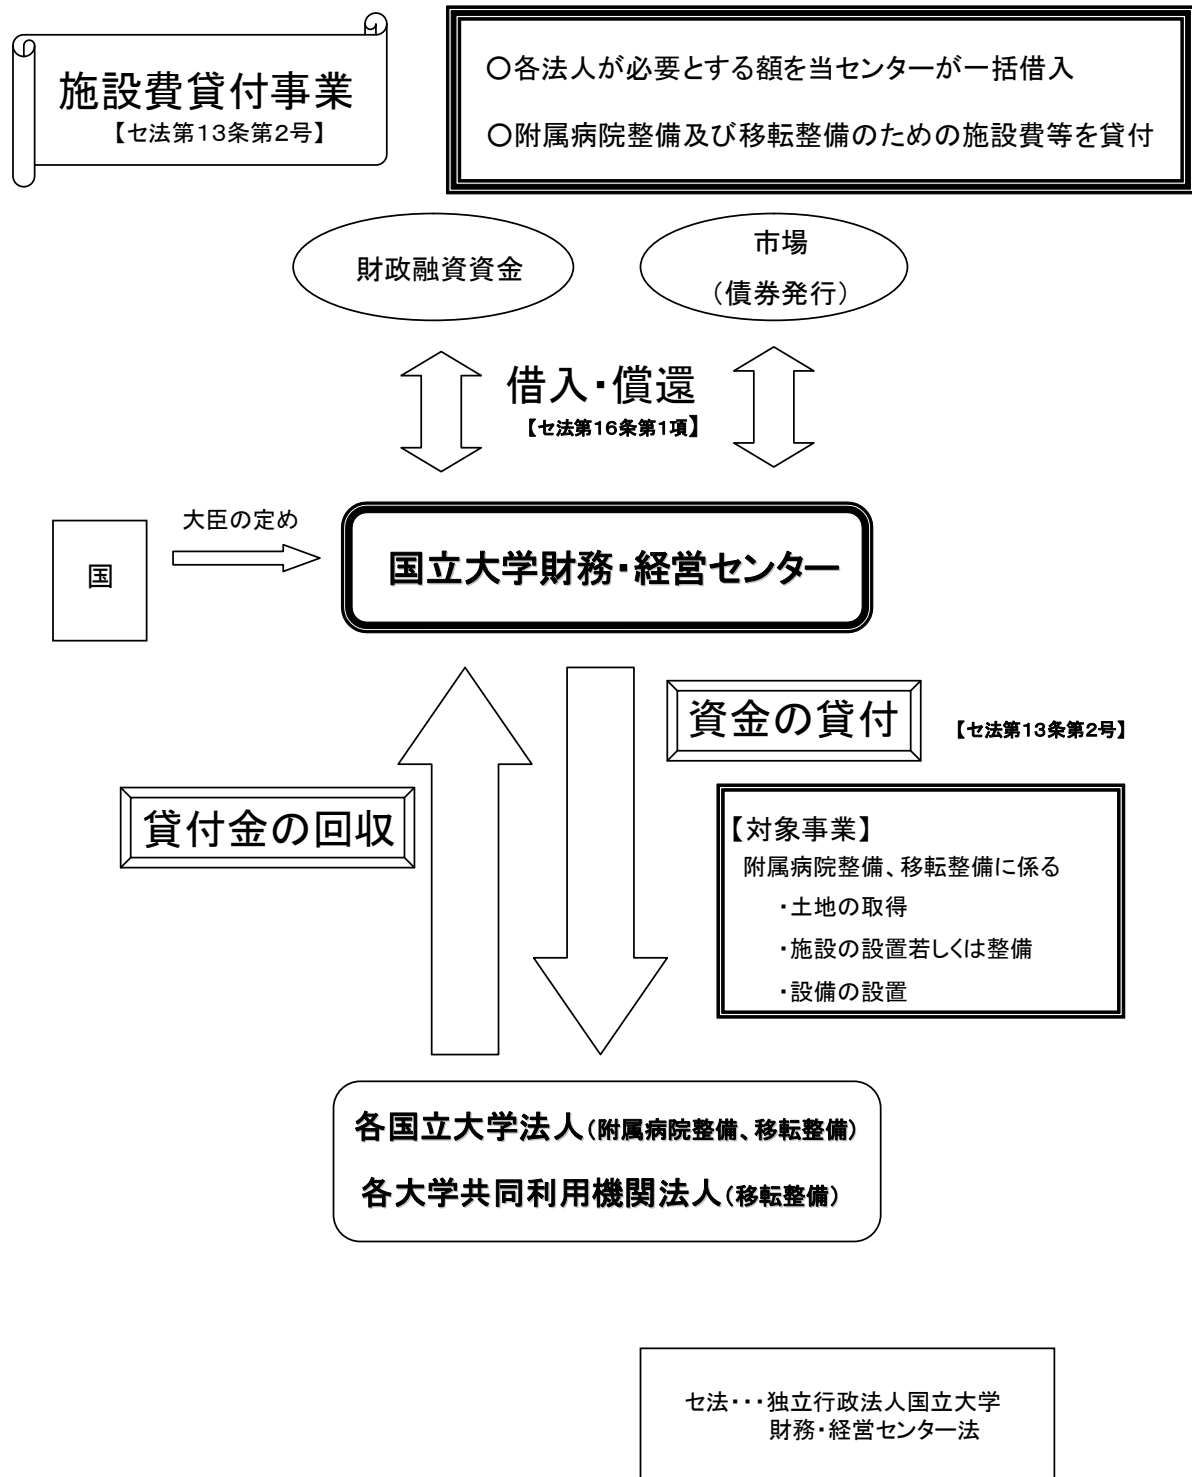 施設費貸付事業
【セ法第13条第2号】
〇各法人が必要とする額を当センターが一括借入
〇附属病院整備及び移転整備のための施設費等を貸付
財政融資資金
市場
（債券発行）
借入・償還
【セ法第16条第1項】
大臣の定め
国
国立大学財務・経営センター
資金の貸付
【セ法第13条第2号】
貸付金の回収
【対象事業】
附属病院整備、移転整備に係る
・土地の取得
・施設の設置若しくは整備
・設備の設置
各国立大学法人（附属病院整備、移転整備）
各大学共同利用機関法人（移転整備）
セ法・・・独立行政法人国立大学
財務・経営センター法